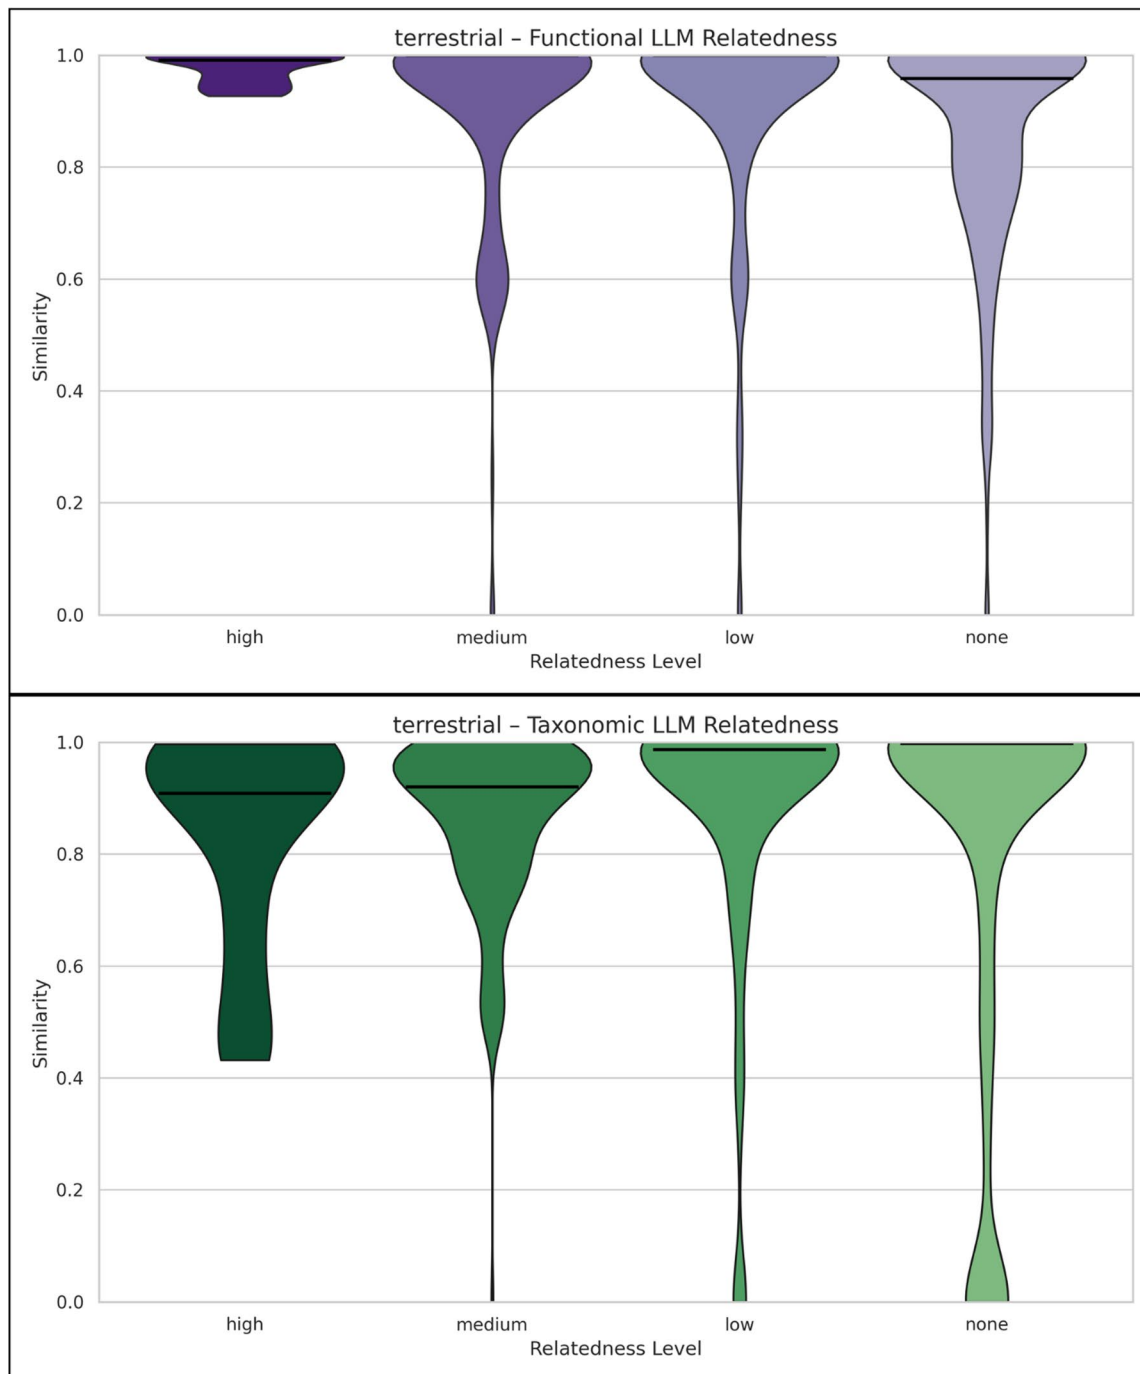 terrestrial – Functional LLM Relatedness
1.0
0.8
0.6
0.4
0.2
0.0
Similarity
high medium low none
Relatedness Level
terrestrial – Taxonomic LLM Relatedness
1.0
0.8
0.6
0.4
0.2
0.0
Similarity
high medium low none
Relatedness Level